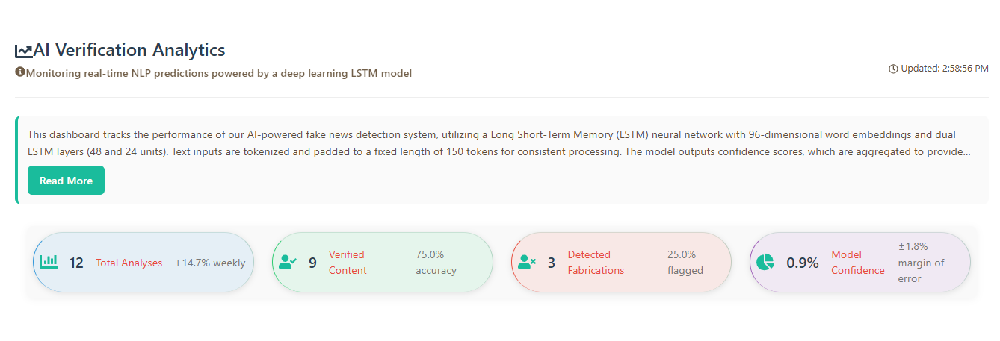 AI Verification Analytics
Monitoring real-time NLP predictions powered by a deep learning LSTM model
Updated: 2:58:56 PM
This dashboard tracks the performance of our AI-powered fake news detection system, utilizing a Long Short-Term Memory (LSTM) neural network with 96-dimensional word embeddings and dual
LSTM layers (48 and 24 units). Text inputs are tokenized and padded to a fixed length of 150 tokens for consistent processing. The model outputs confidence scores, which are aggregated to provide...
Read More
12 Total Analyses +14.7% weekly
9
Verified
Content
75.0%
accuracy
3
Detected
Fabrications
25.0%
flagged
0.9%
Model
Confidence
±1.8%
margin of
error